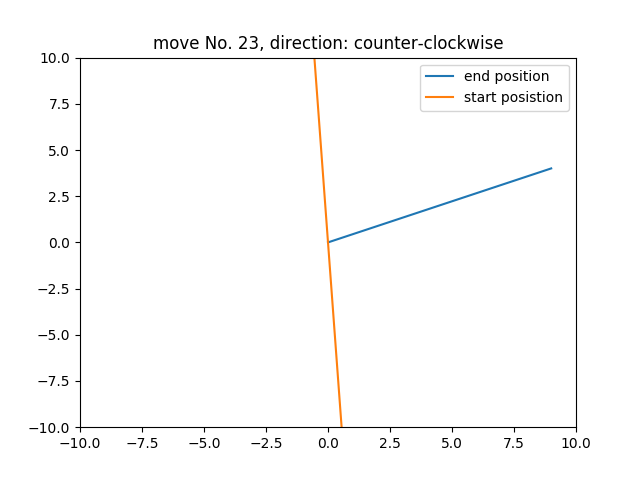 move No. 23, direction: counter-clockwise
end position
start posistion
10.0
7.5
5.0
2.5
0.0
−2.5
−5.0
−7.5
−10.0
−10.0 −7.5 −5.0 −2.5 0.0 2.5 5.0 7.5 10.0